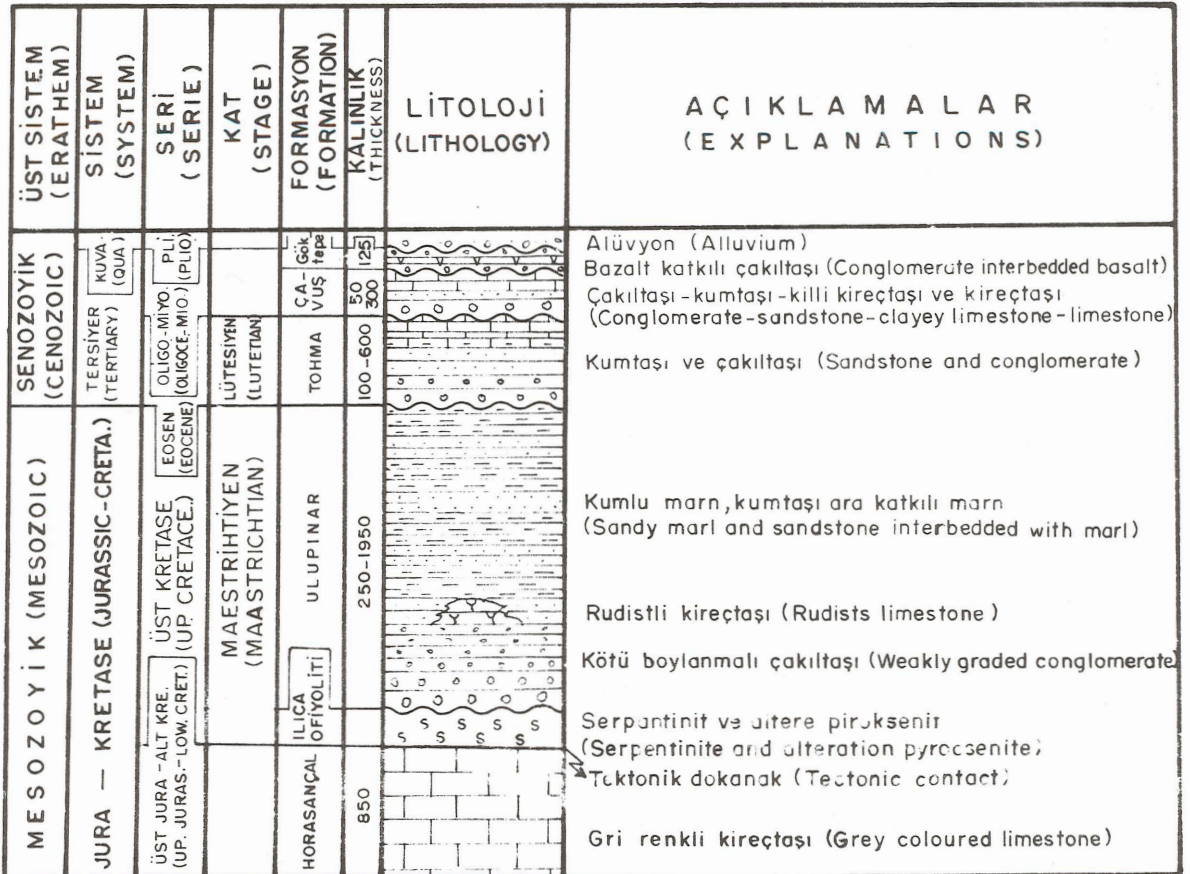 ÜST SİSTEM
(ERATHEM)
SİSTEM
(SYSTEM)
SERİ
(SERIE)
KAT
(STAGE)
FORMASYON
(FORMATION)
KALINLIK
(THICKNESS)
LİTOLOJİ
(LITHOLOGY)
AÇIKLAMALAR
(EXPLANATIONS)
SENOZOYİK
(CENOZOIC)
MESOZOYİK (MESOZOIC)
KUVA.
(QUA)
TERSİYER
(TERTIARY)
JURA — KRETASE (JURASSIC-CRETA.)
PLİ.
(PLIO)
OLİGO.-MİYO.
(OLIGOCE.-MIO.)
EOSEN
(EOCENE)
ÜST KRETASE
(UP. CRETACE..)
ÜST JURA -ALT KRE.
(UP. JURAS.-LOW. CRET.)
LÜTESİYEN
(LUTETIAN)
MAESTRİHTİYEN
(MAASTRICHTIAN)
Gök
tepe
ÇA-
VUŞ
TOHMA
ULUPINAR
ILICA
OFİYOLİTİ
HORASANÇAL
125
50
300
100-600
250-1950
850
Alüvyon (Alluvium)
Bazalt katkılı çakıltaşı (Conglomerate interbedded basalt)
Çakıltaşı-kumtaşı-killi kireçtaşı ve kireçtaşı
(Conglomerate-sandstone-clayey limestone-limestone)
Kumtaşı ve çakıltaşı (Sandstone and conglomerate)
Kumlu marn, kumtaşı ara katkılı marn
(Sandy marl and sandstone interbedded with marl)
Rudistli kireçtaşı (Rudists limestone)
Kötü boylanmalı çakıltaşı (Weakly graded conglomerate)
Serpantinit ve altere piroksenit
(Serpentinite and alteration pyrocsenite)
Tektonik dokanak (Tectonic contact)
Gri renkli kireçtaşı (Grey coloured limestone)